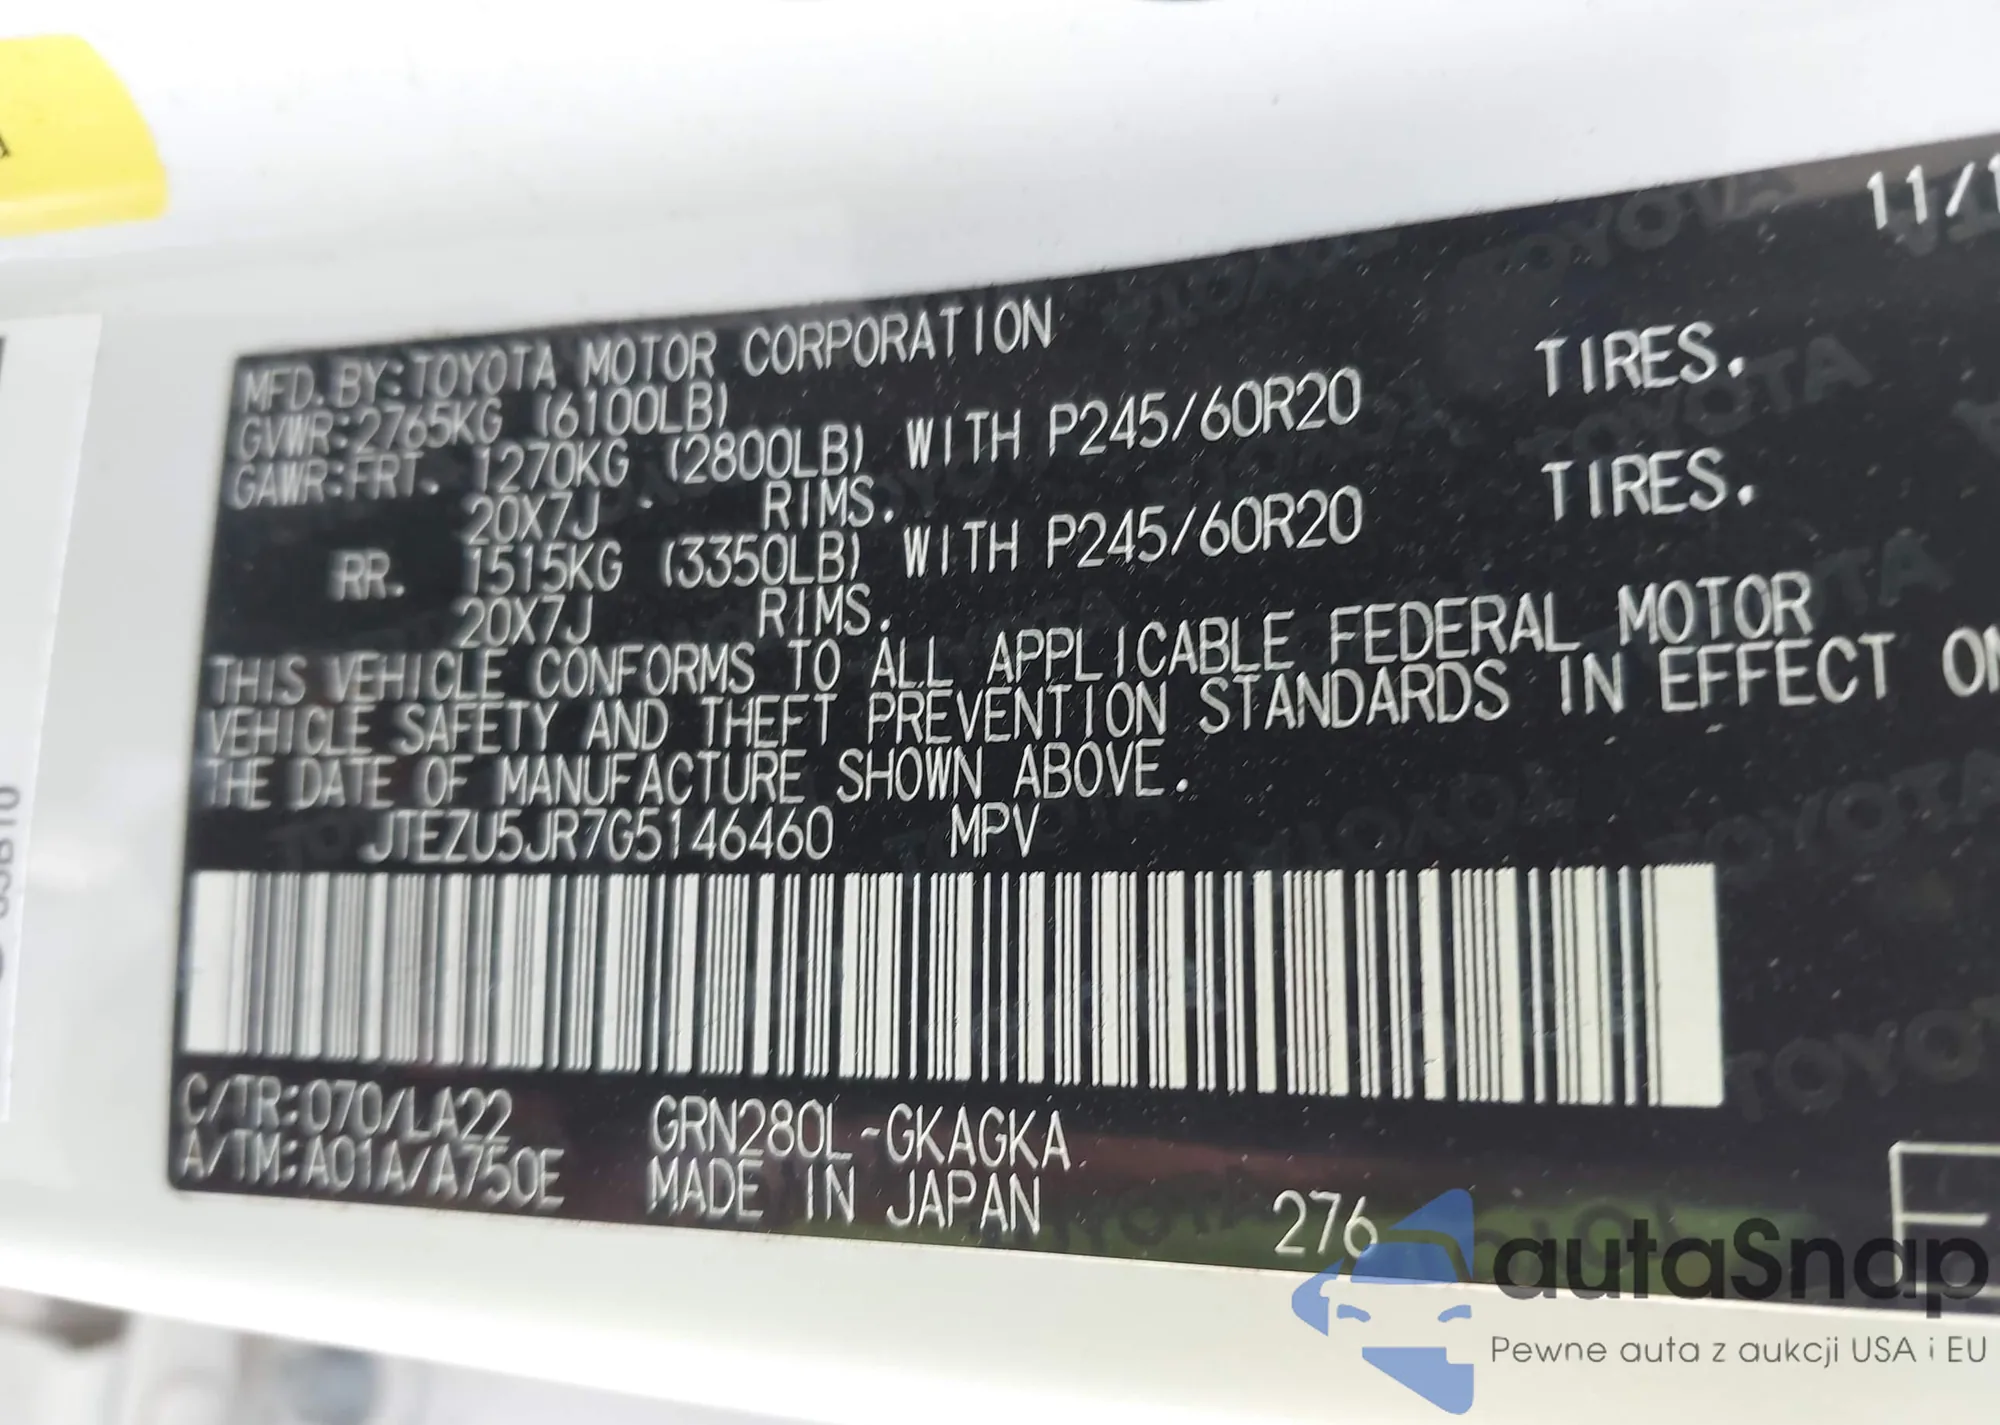 11/1
MFD. BY:TOYOTA MOTOR CORPORATION
GVWR:2765KG (6100LB)
GAWR:FRT. 1270KG (2800LB) WITH P245/60R20 TIRES.
20X7J RIMS.
RR. 1515KG (3350LB) WITH P245/60R20 TIRES.
20X7J RIMS.
THIS VEHICLE CONFORMS TO ALL APPLICABLE FEDERAL MOTOR
VEHICLE SAFETY AND THEFT PREVENTION STANDARDS IN EFFECT ON
THE DATE OF MANUFACTURE SHOWN ABOVE.
JTEZU5JR7G5146460 MPV
C/TR:070/LA22 GRN280L-GKAGKA
A/TM:A01A/A750E MADE IN JAPAN
276
autaSnap
Pewne auta z aukcji USA i EU